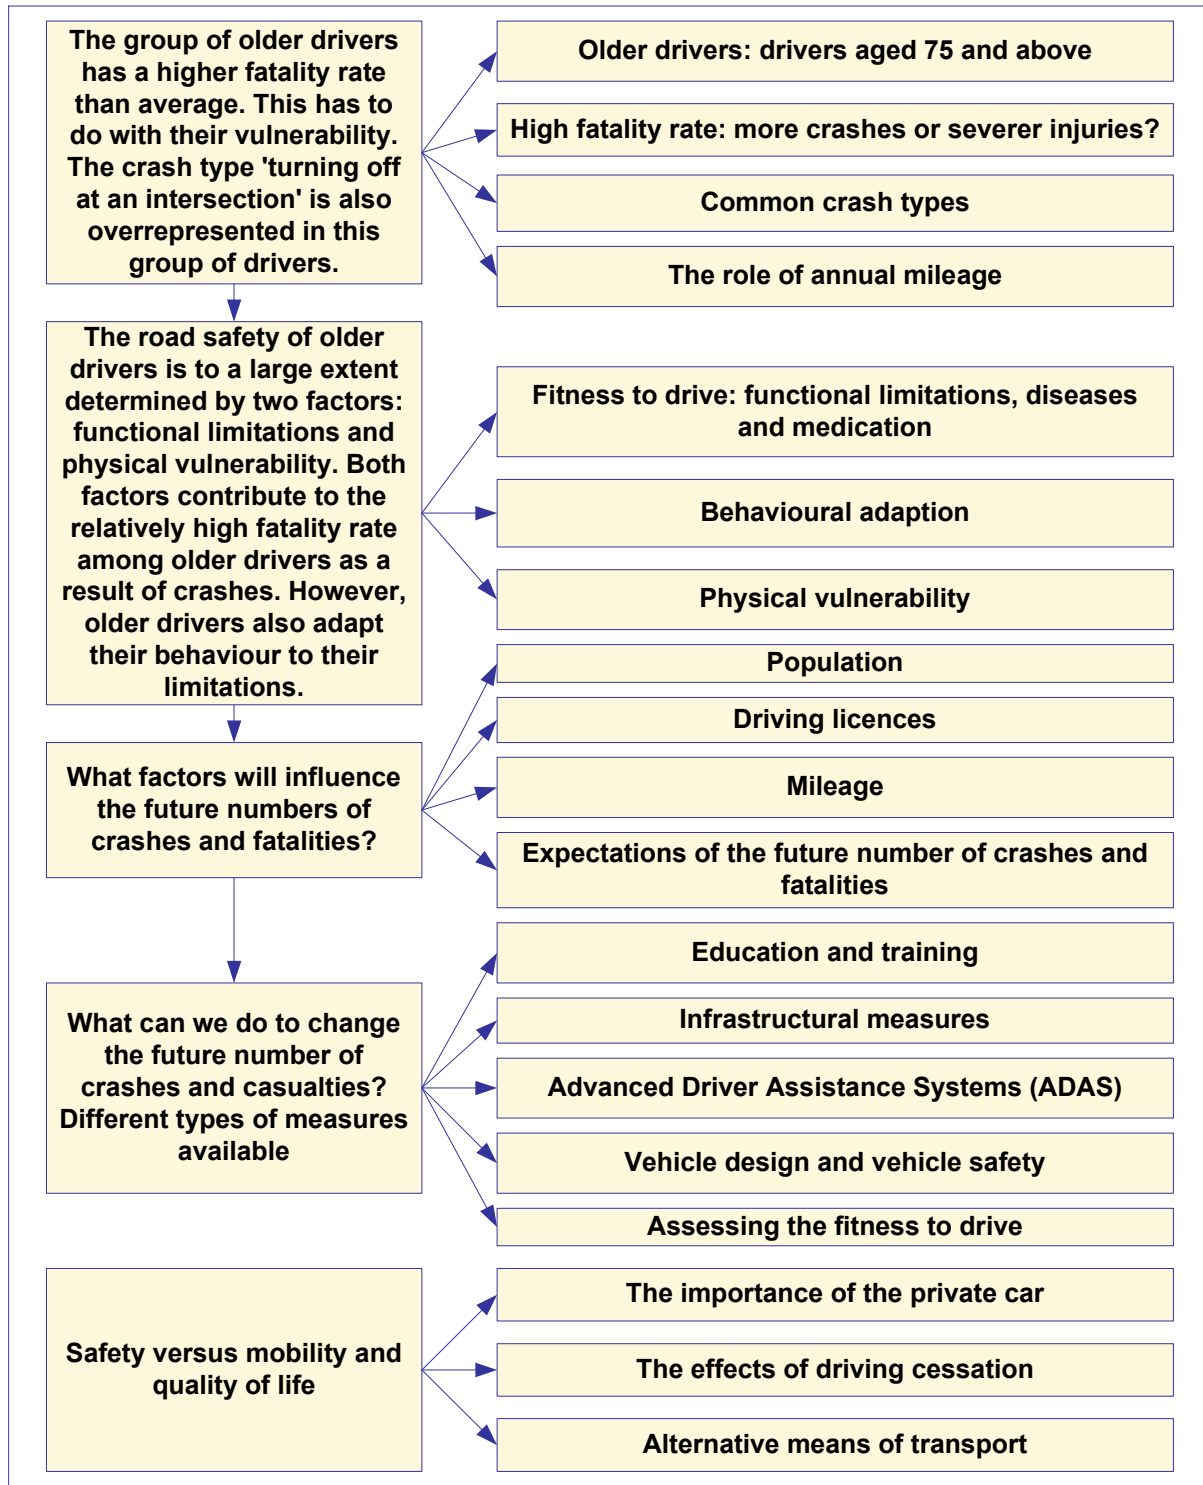 The group of older drivers
has a higher fatality rate
than average. This has to
do with their vulnerability.
The crash type 'turning off
at an intersection' is also
overrepresented in this
group of drivers.
Older drivers: drivers aged 75 and above
High fatality rate: more crashes or severer injuries?
Common crash types
The role of annual mileage
The road safety of older
drivers is to a large extent
determined by two factors:
functional limitations and
physical vulnerability. Both
factors contribute to the
relatively high fatality rate
among older drivers as a
result of crashes. However,
older drivers also adapt
their behaviour to their
limitations.
Fitness to drive: functional limitations, diseases
and medication
Behavioural adaption
Physical vulnerability
What factors will influence
the future numbers of
crashes and fatalities?
Population
Driving licences
Mileage
Expectations of the future number of crashes and
fatalities
What can we do to change
the future number of
crashes and casualties?
Different types of measures
available
Education and training
Infrastructural measures
Advanced Driver Assistance Systems (ADAS)
Vehicle design and vehicle safety
Assessing the fitness to drive
Safety versus mobility and
quality of life
The importance of the private car
The effects of driving cessation
Alternative means of transport